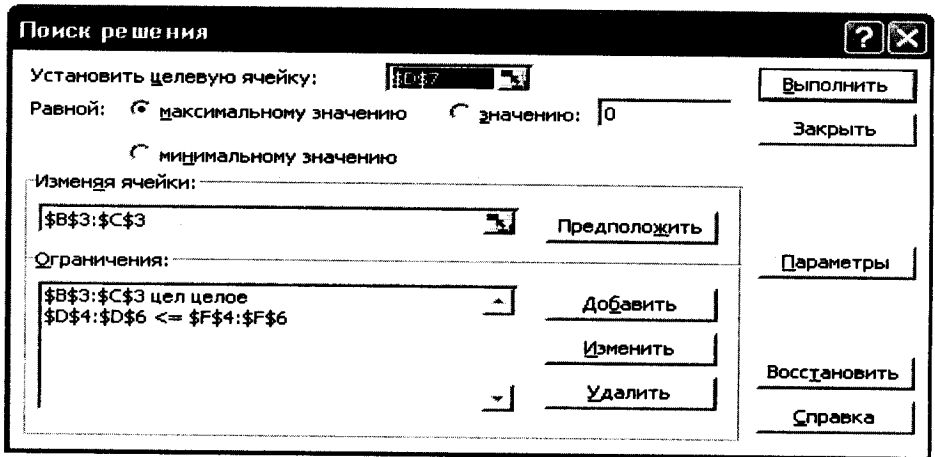 Поиск решения
Установить целевую ячейку: $D$7
Выполнить
Равной: максимальному значению значению: 0
Закрыть
минимальному значению
Изменяя ячейки:
$B$3:$C$3
Предположить
Ограничения:
Параметры
$B$3:$C$3 цел целое
$D$4:$D$6 <= $F$4:$F$6
Добавить
Изменить
Восстановить
Удалить
Справка